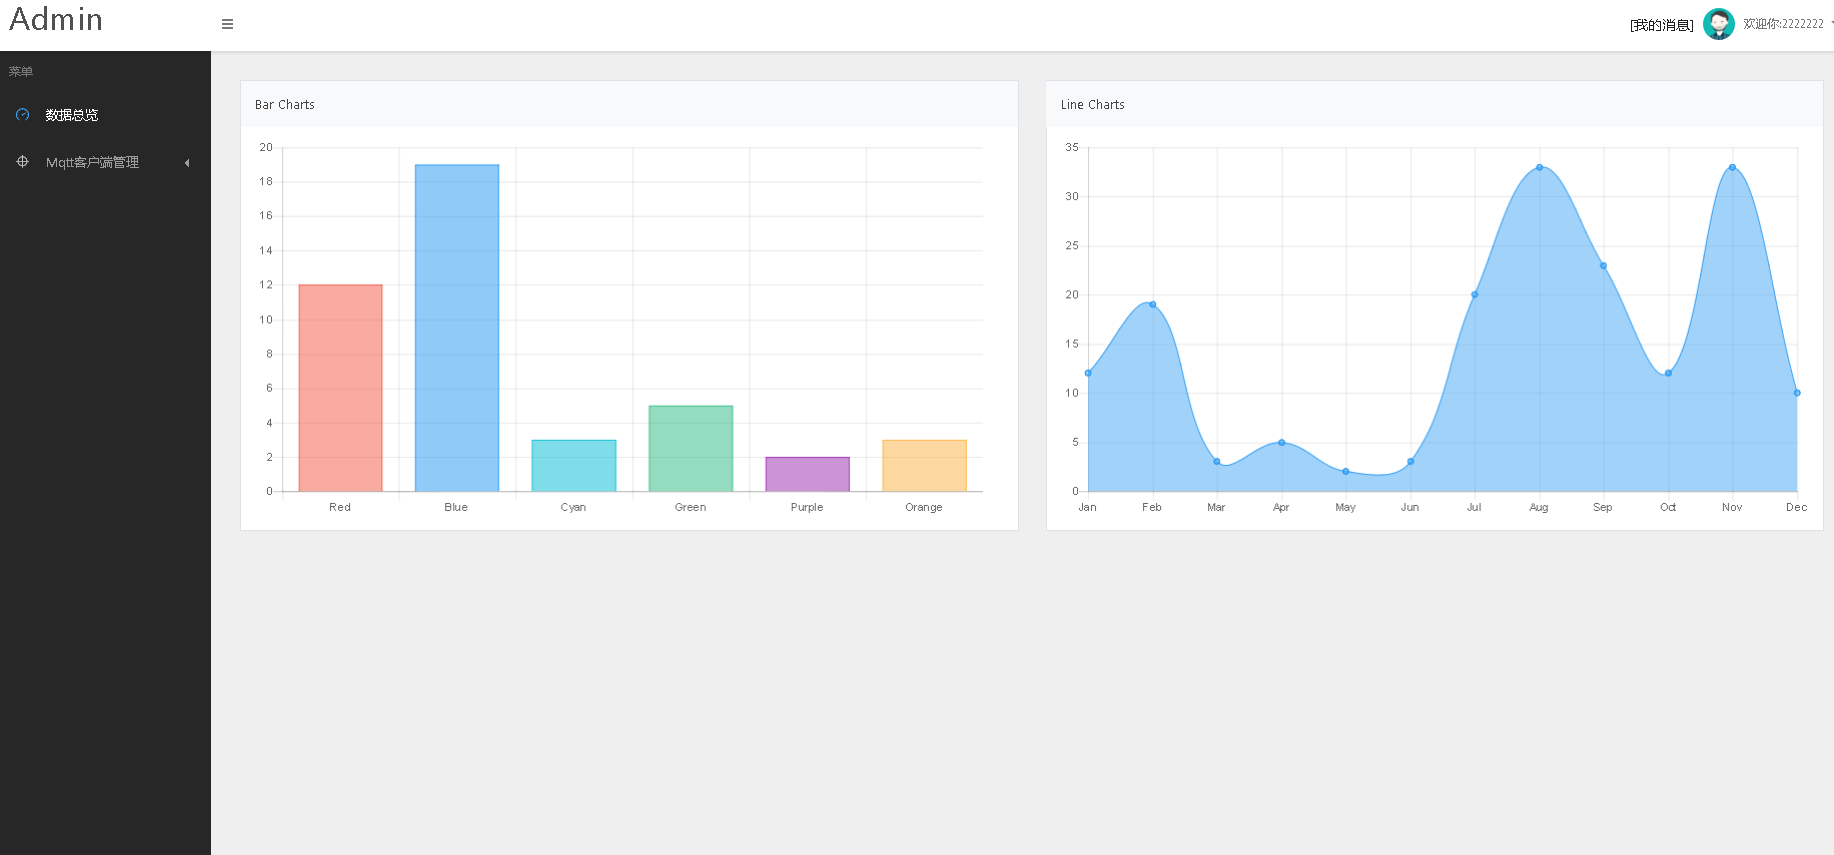 Admin
[我的消息] 欢迎你:2222222
菜单
数据总览
Mqtt客户端管理
Bar Charts
20
18
16
14
12
10
8
6
4
2
0
Red Blue Cyan Green Purple Orange
Line Charts
35
30
25
20
15
10
5
0
Jan Feb Mar Apr May Jun Jul Aug Sep Oct Nov Dec